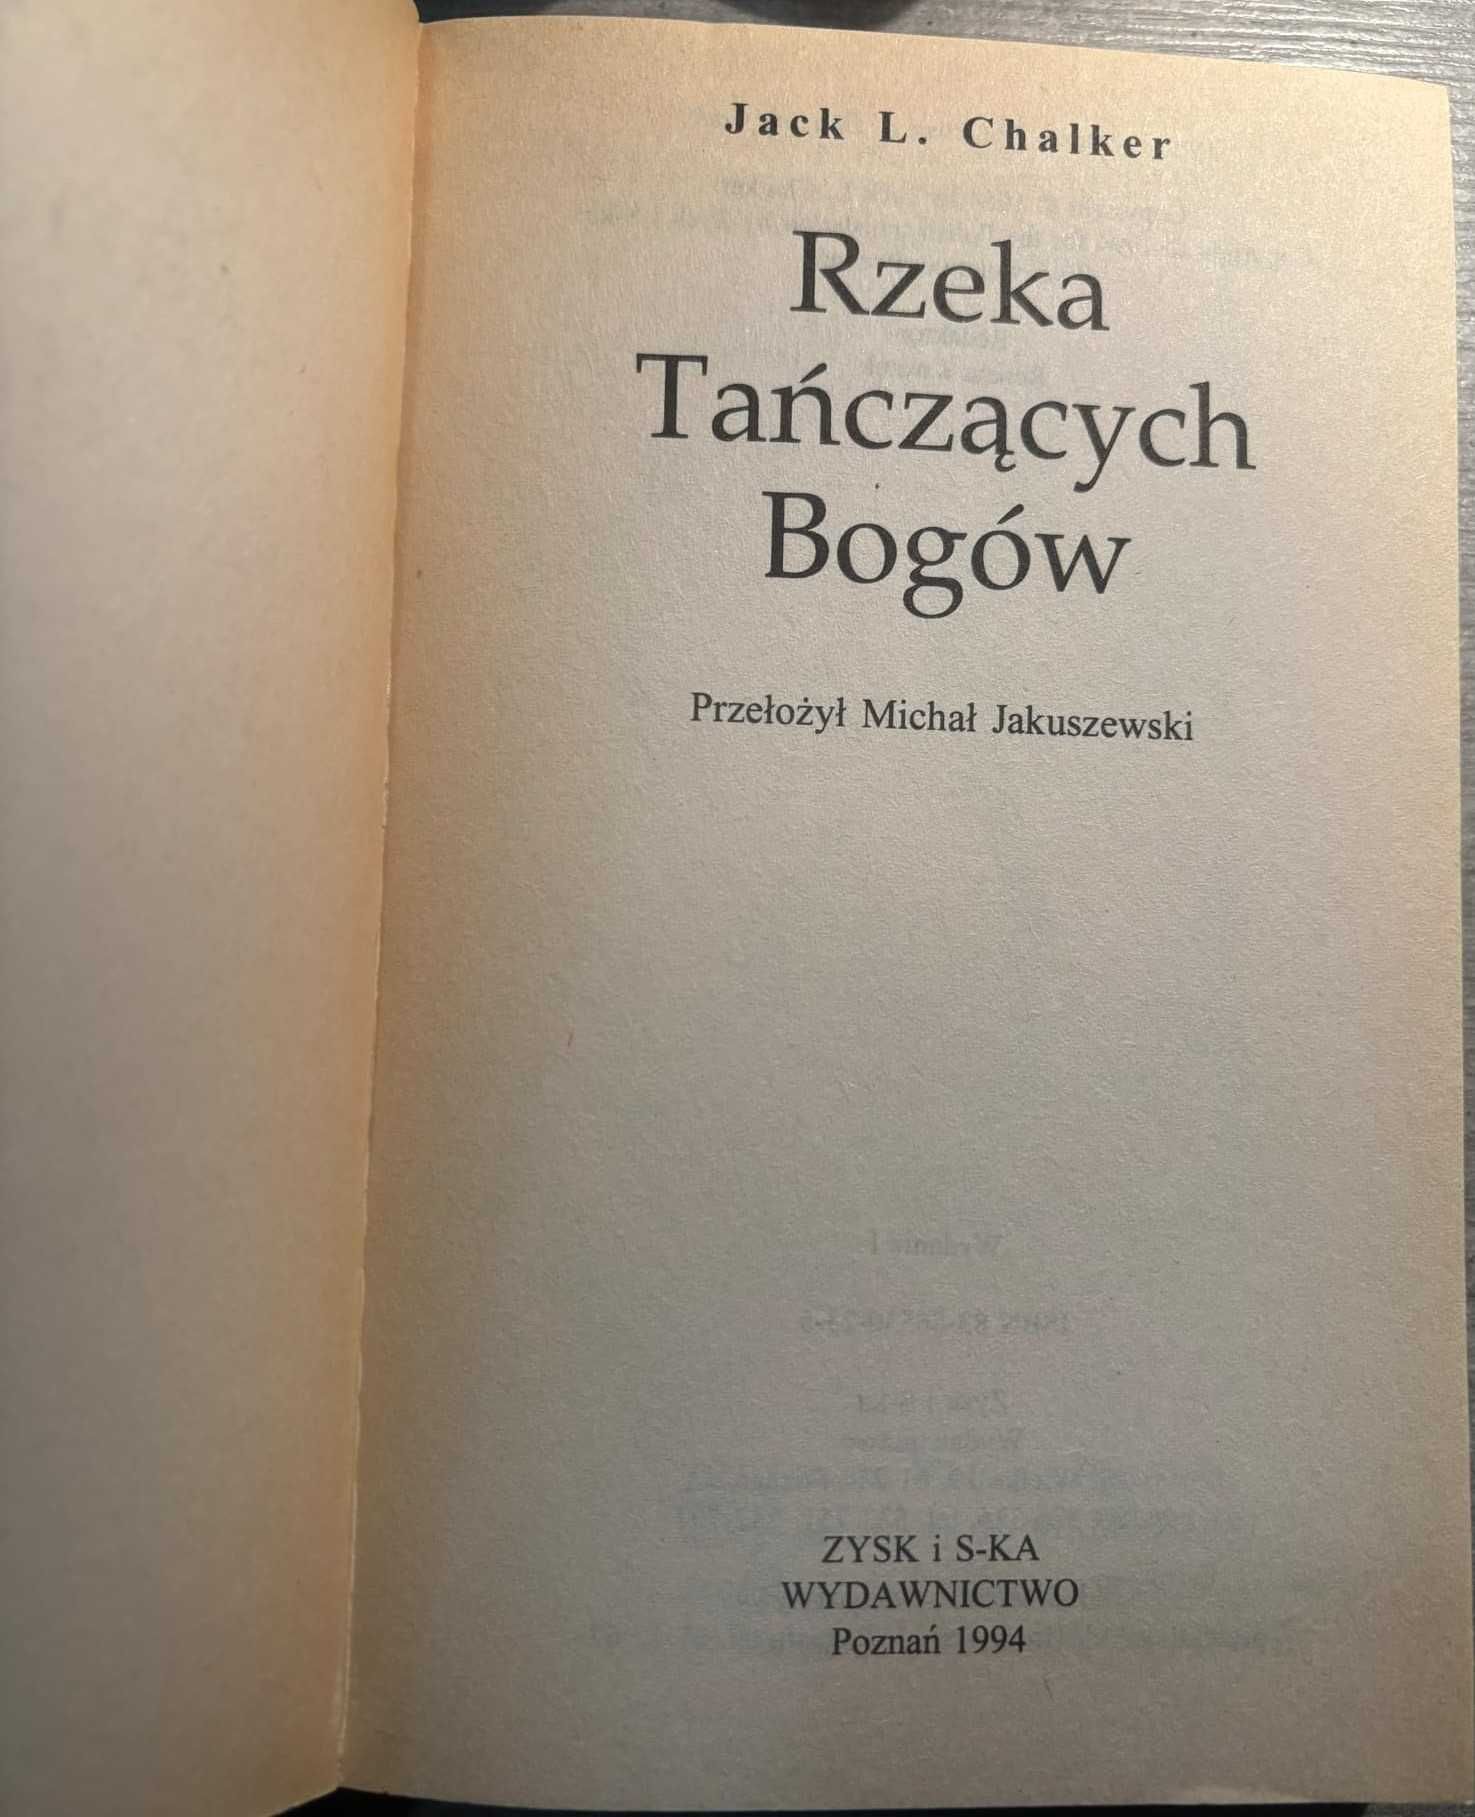 Jack L. Chalker
Rzeka
Tańczących
Bogów
Przełożył Michał Jakuszewski
ZYSK i S-KA
WYDAWNICTWO
Poznań 1994